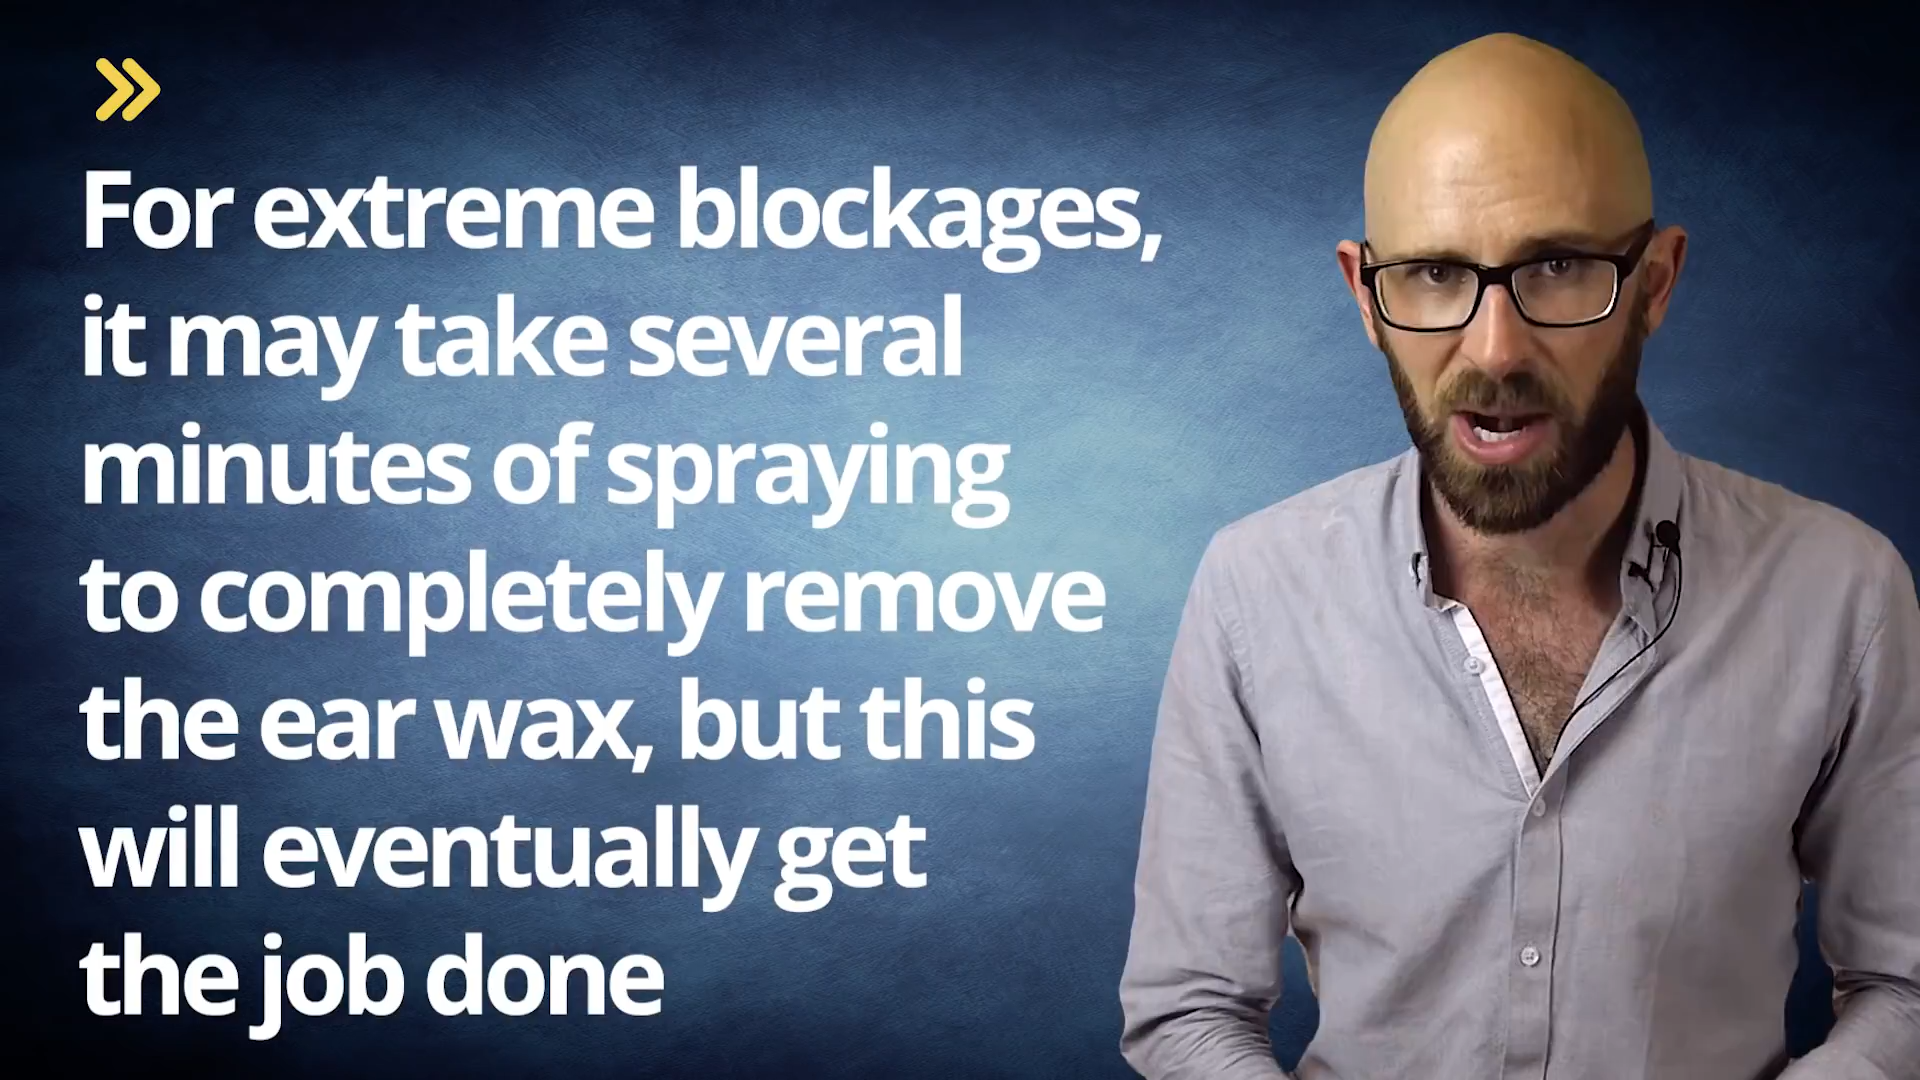 For extreme blockages,
it may take several
minutes of spraying
to completely remove
the ear wax, but this
will eventually get
the job done